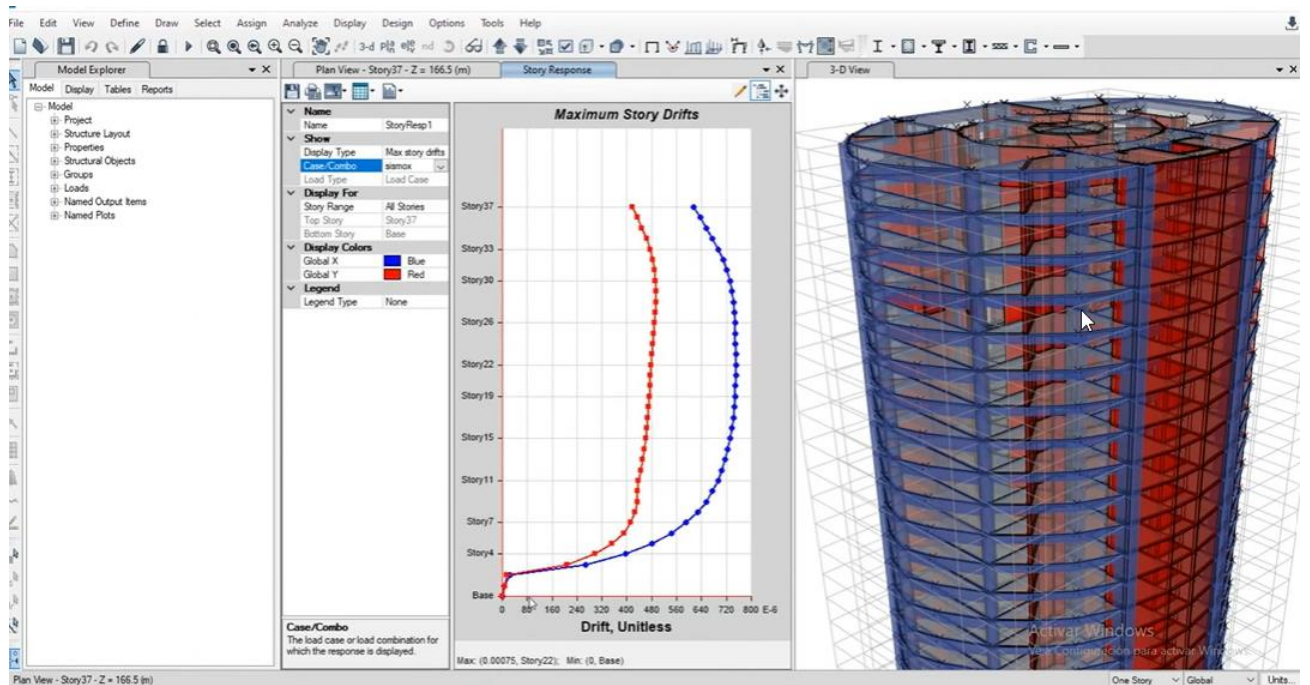 File Edit View Define Draw Select Assign Analyze Display Design Options Tools Help
3-d
nd
Model Explorer
Model Display Tables Reports
Model
Project
Structure Layout
Properties
Structural Objects
Groups
Loads
Named Output Items
Named Plots
Plan View - Story37 - Z = 166.5 (m)
Story Response
Name
Name StoryResp1
Show
Display Type Max story drifts
Case/Combo sismox
Load Type Load Case
Display For
Story Range All Stories
Top Story Story37
Bottom Story Base
Display Colors
Global X Blue
Global Y Red
Legend
Legend Type None
Case/Combo
The load case or load combination for
which the response is displayed.
Maximum Story Drifts
Story37
Story33
Story30
Story26
Story22
Story19
Story15
Story11
Story7
Story4
Base
0 80 160 240 320 400 480 560 640 720 800 E-6
Drift, Unitless
Max: (0.00075, Story22); Min: (0, Base)
3-D View
Activar Windows
Ve a Configuración para activar Windows.
Plan View - Story37 - Z = 166.5 (m)
One Story Global Units...